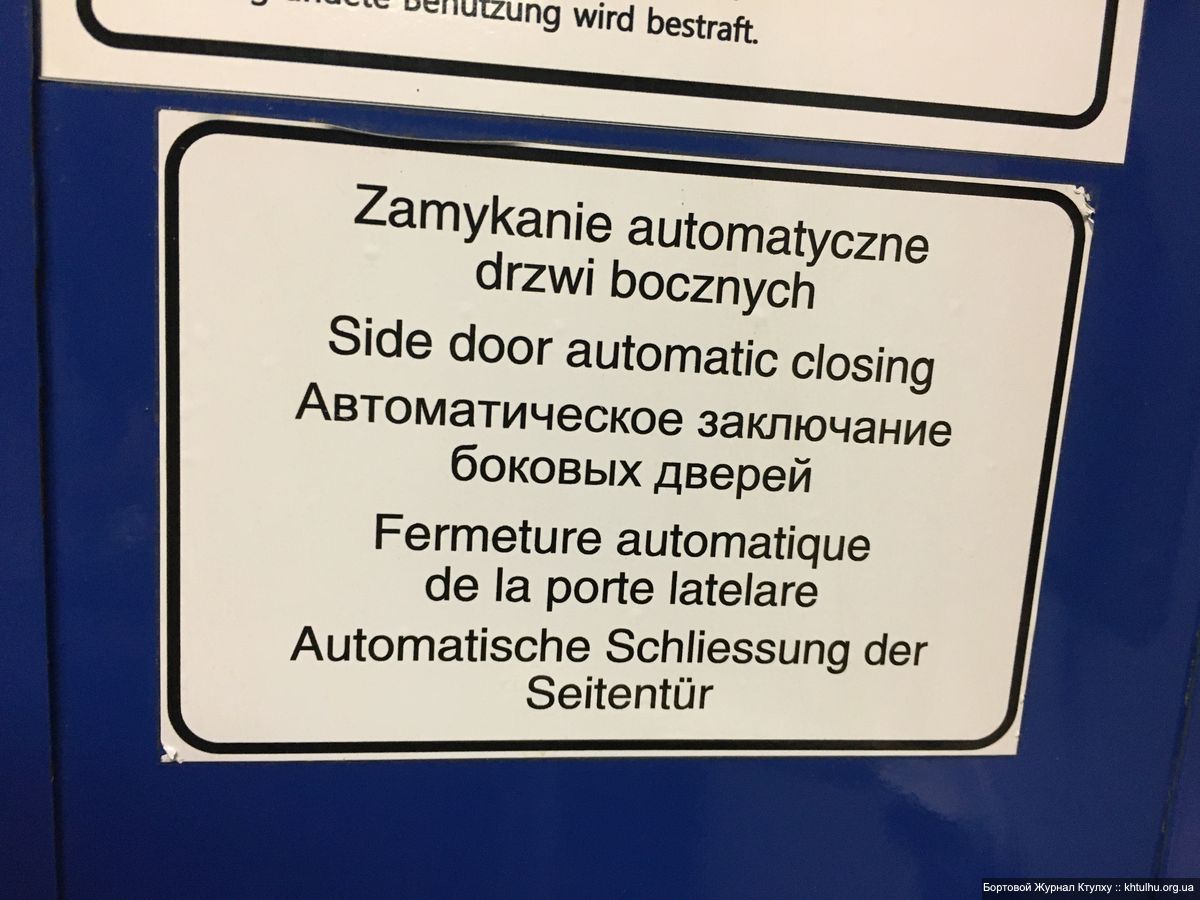 Benutzung wird bestraft.
Zamykanie automatyczne
drzwi bocznych
Side door automatic closing
Автоматическое заключание
боковых дверей
Fermeture automatique
de la porte latelare
Automatische Schliessung der
Seitentür
Бортовой Журнал Ктулху :: khtulhu.org.ua